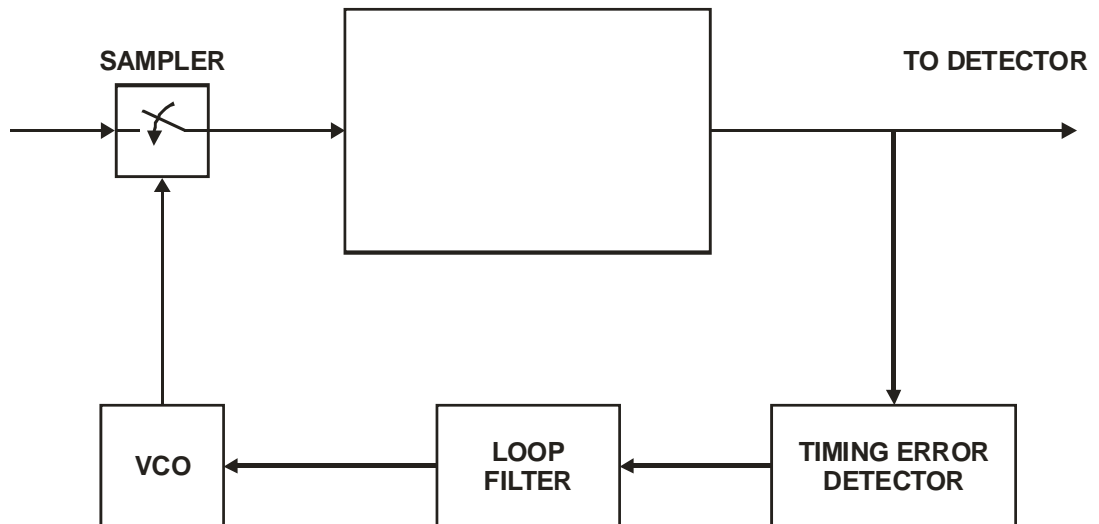 SAMPLER
TO DETECTOR
VCO
LOOP
FILTER
TIMING ERROR
DETECTOR